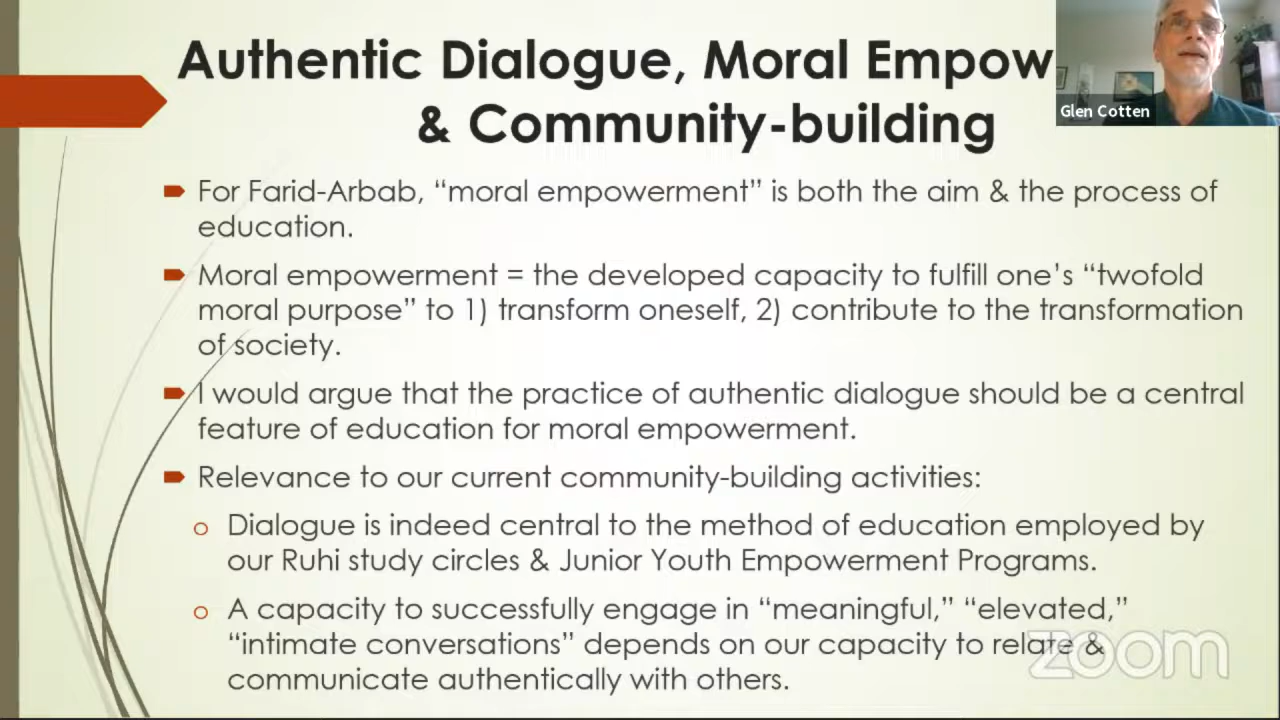 Authentic Dialogue, Moral Empow
& Community-building
Glen Cotten
For Farid-Arbab, “moral empowerment” is both the aim & the process of
education.
Moral empowerment = the developed capacity to fulfill one’s “twofold
moral purpose” to 1) transform oneself, 2) contribute to the transformation
of society.
I would argue that the practice of authentic dialogue should be a central
feature of education for moral empowerment.
Relevance to our current community-building activities:
Dialogue is indeed central to the method of education employed by
our Ruhi study circles & Junior Youth Empowerment Programs.
A capacity to successfully engage in “meaningful,” “elevated,”
“intimate conversations” depends on our capacity to relate &
communicate authentically with others.
zoom